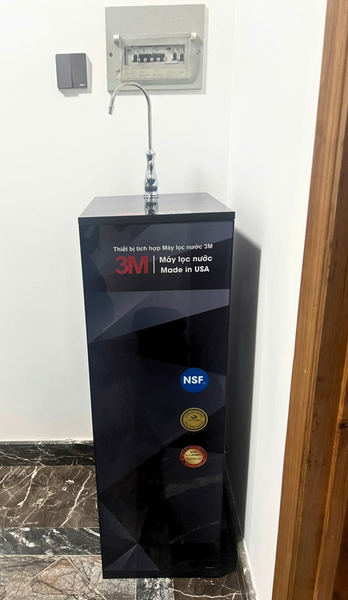 Thiết bị tích hợp Máy lọc nước 3M
3M
Máy lọc nước
Made in USA
NSF.